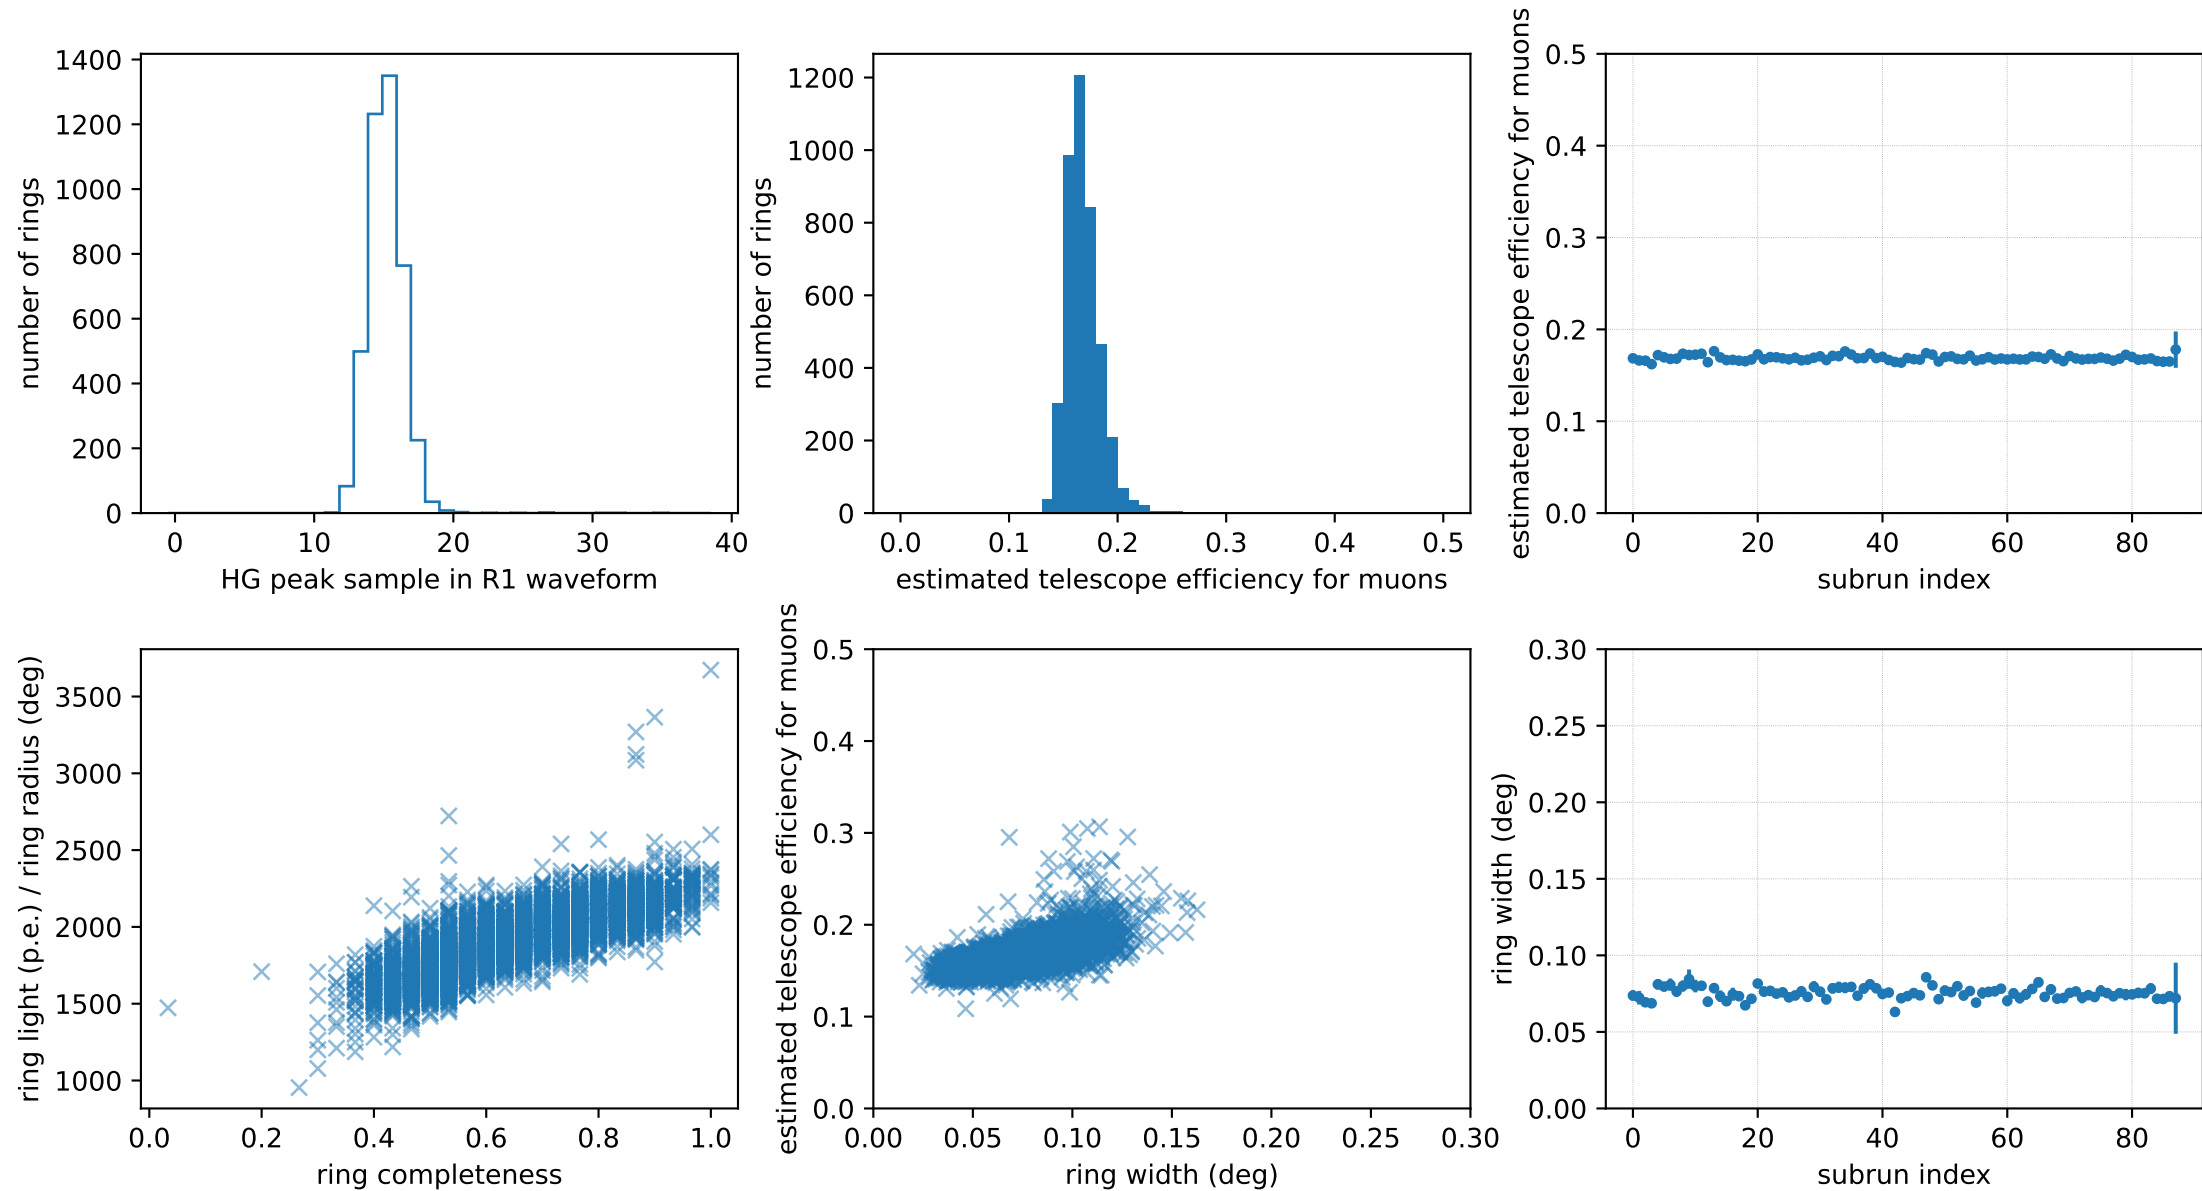 number of rings
1400
1200
1000
800
600
400
200
0
0 10 20 30 40
HG peak sample in R1 waveform
number of rings
1200
1000
800
600
400
200
0
0.0 0.1 0.2 0.3 0.4 0.5
estimated telescope efficiency for muons
estimated telescope efficiency for muons
0.5
0.4
0.3
0.2
0.1
0.0
0 20 40 60 80
subrun index
ring light (p.e.) / ring radius (deg)
3500
3000
2500
2000
1500
1000
0.0 0.2 0.4 0.6 0.8 1.0
ring completeness
estimated telescope efficiency for muons
0.5
0.4
0.3
0.2
0.1
0.0
0.00 0.05 0.10 0.15 0.20 0.25 0.30
ring width (deg)
ring width (deg)
0.30
0.25
0.20
0.15
0.10
0.05
0.00
0 20 40 60 80
subrun index